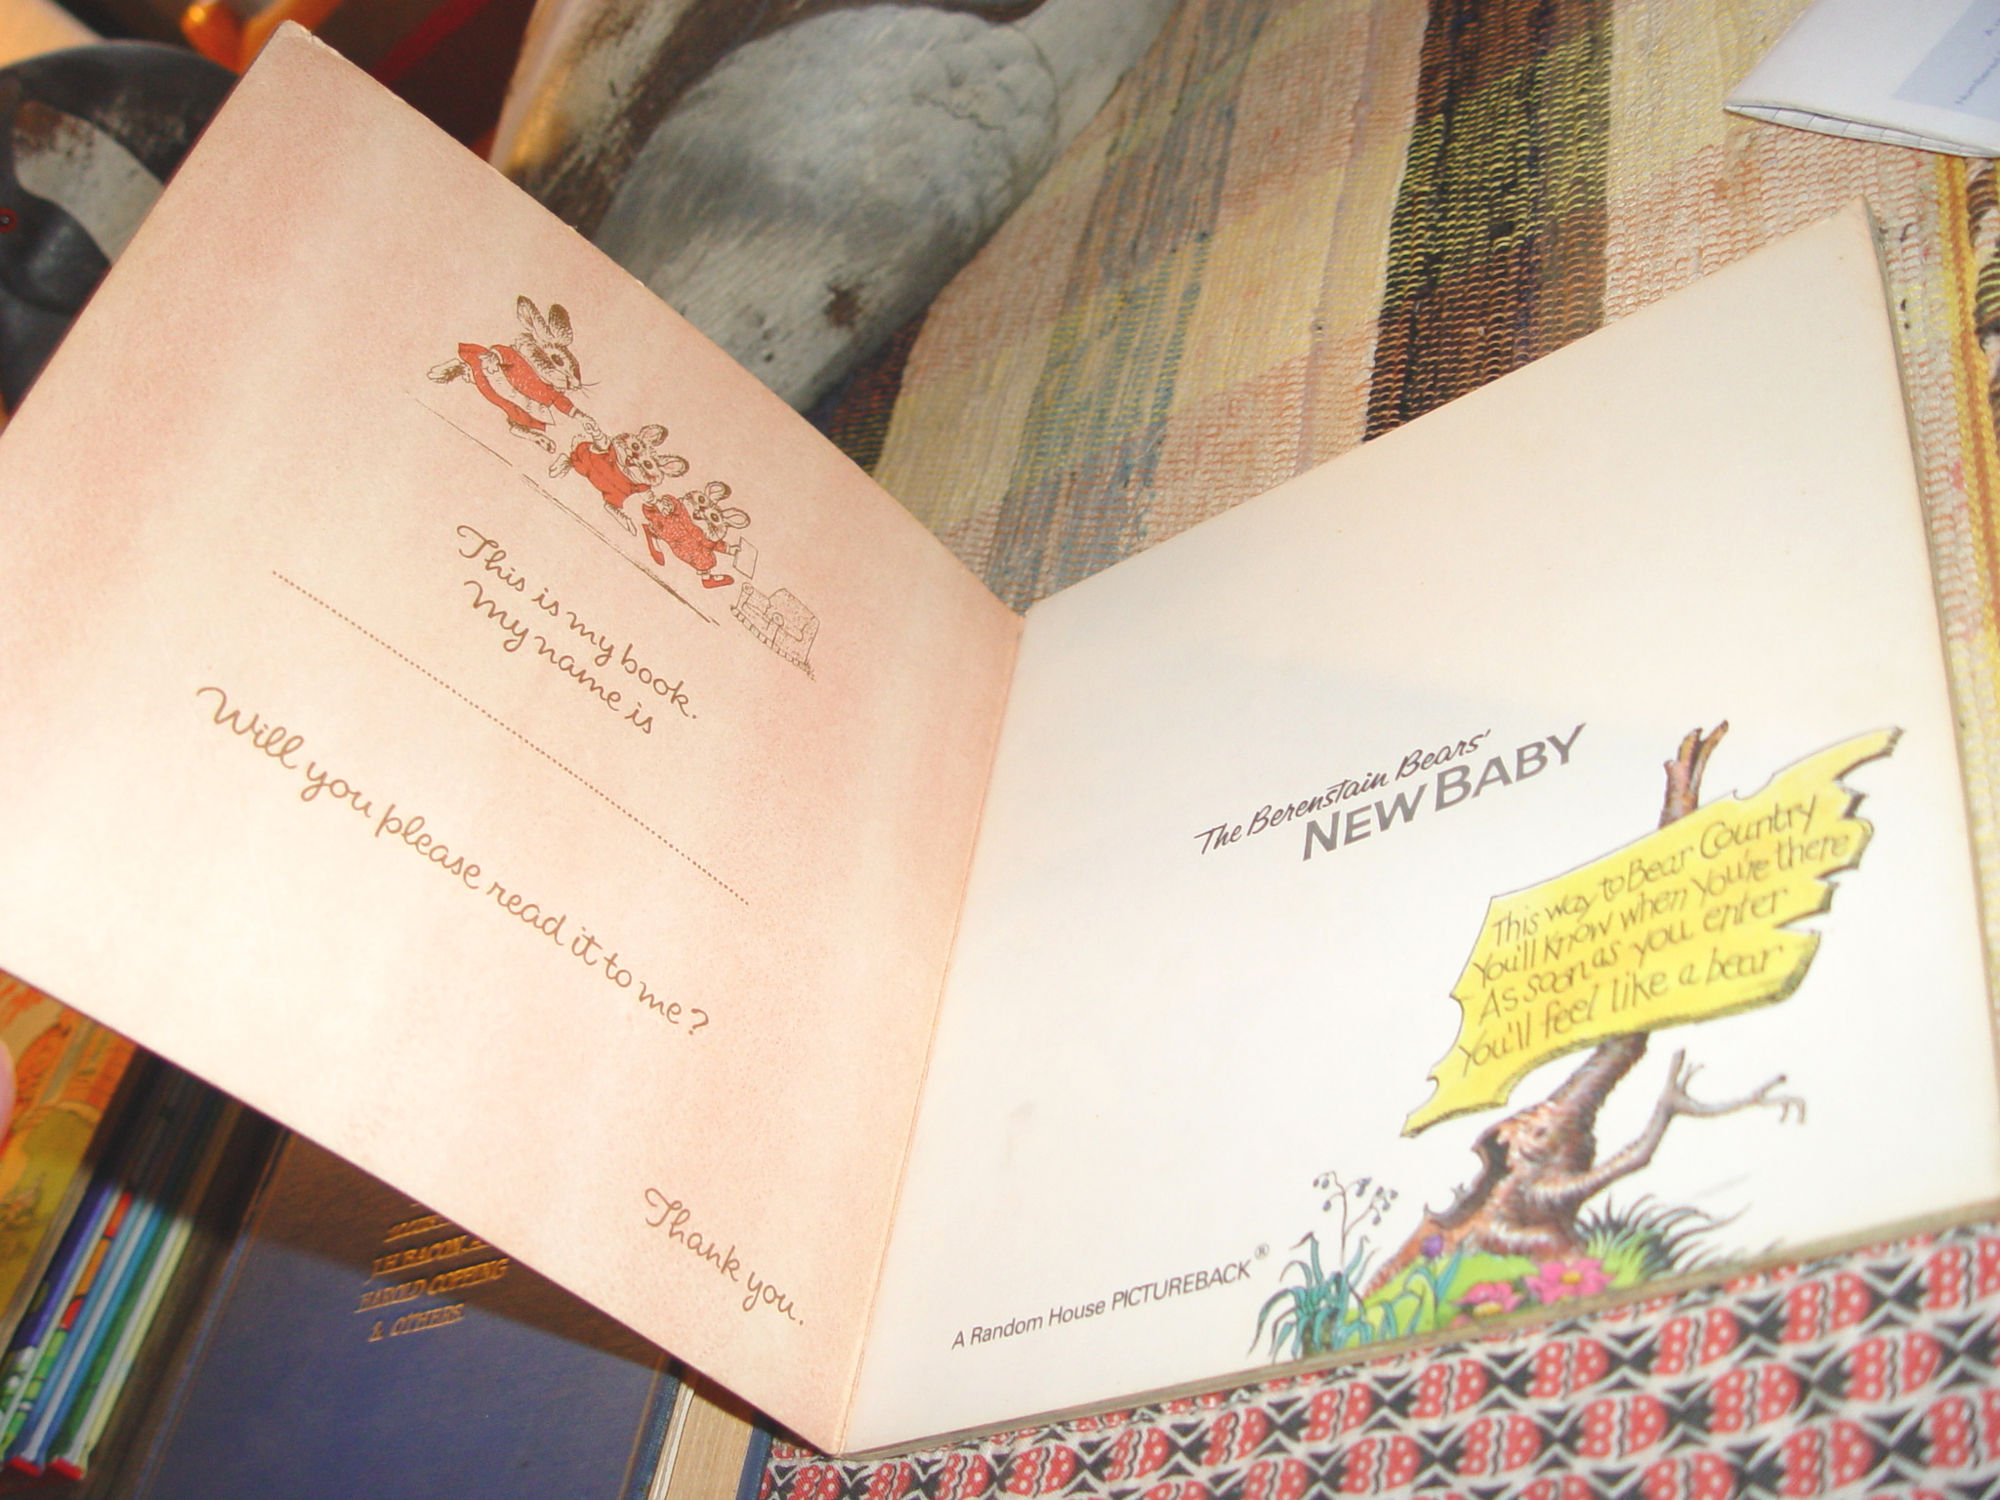 This is my book.
My name is
Will you please read it to me?
Thank you.
The Berenstain Bears'
NEW BABY
This way to Bear Country
You'll Know when You're there
As soon as you enter
You'll feel like a bear
A Random House PICTUREBACK®
J.H. BACON, A.
HAROLD COPPING
& OTHERS.